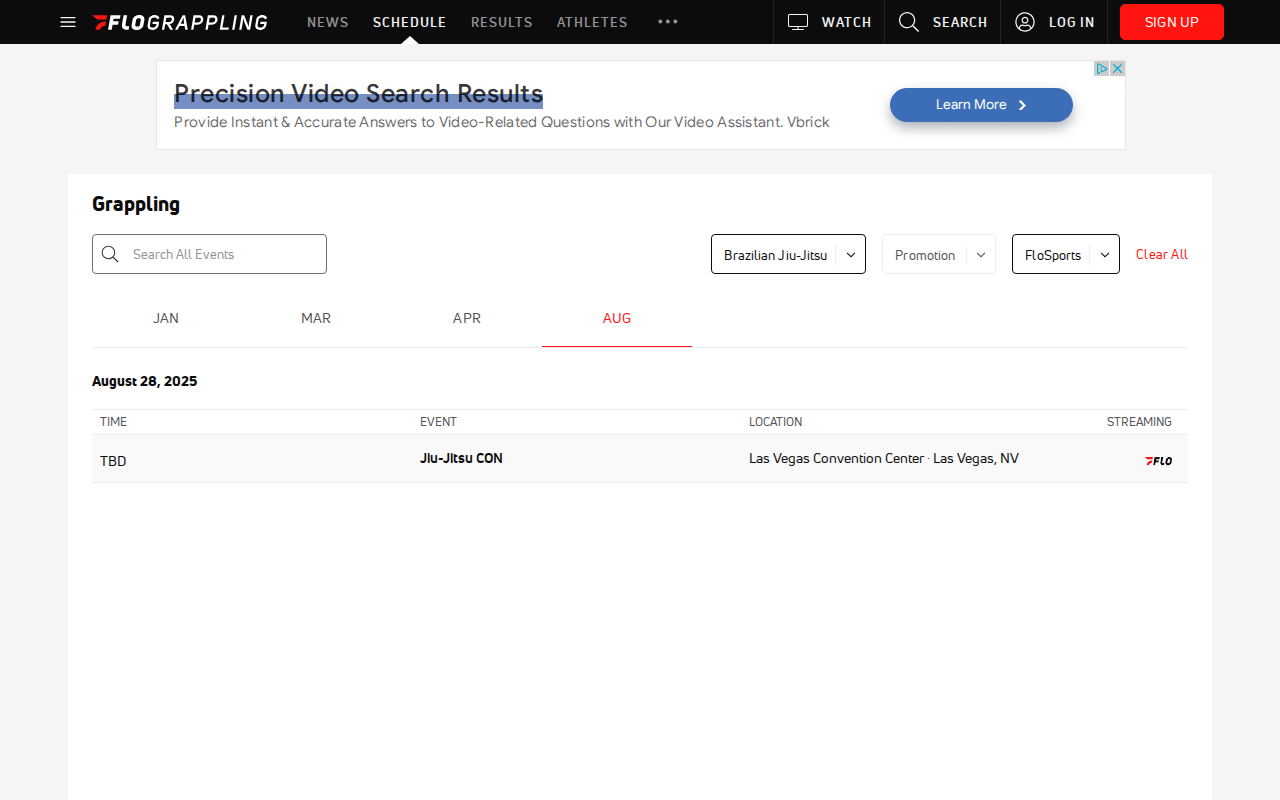 FLOGRAPPLING NEWS SCHEDULE RESULTS ATHLETES WATCH SEARCH LOG IN SIGN UP
Precision Video Search Results
Provide Instant & Accurate Answers to Video-Related Questions with Our Video Assistant. Vbrick
Learn More
Grappling
Search All Events Brazilian Jiu-Jitsu Promotion FloSports Clear All
JAN MAR APR AUG
August 28, 2025
TIME EVENT LOCATION STREAMING
TBD Jiu-Jitsu CON Las Vegas Convention Center · Las Vegas, NV FLO